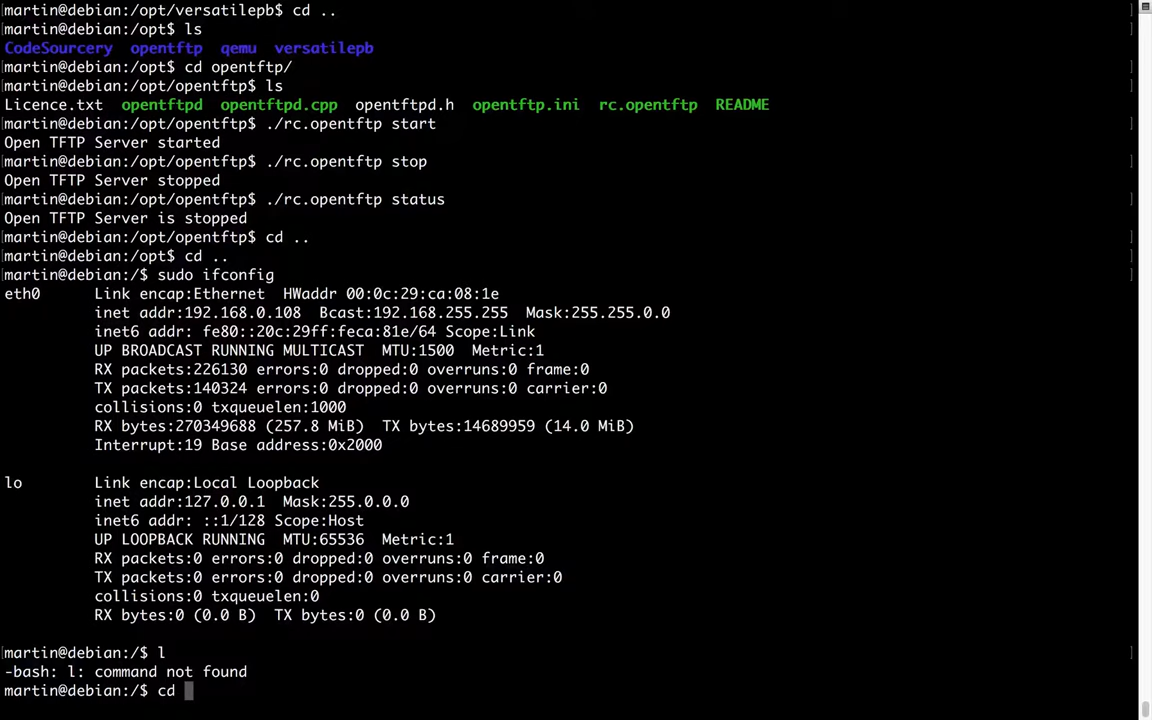 martin@debian:/opt/versatilepb$ cd ..
martin@debian:/opt$ ls
CodeSourcery  opentftp  qemu  versatilepb
martin@debian:/opt$ cd opentftp/
martin@debian:/opt/opentftp$ ls
Licence.txt  opentftpd  opentftpd.cpp  opentftpd.h  opentftp.ini  rc.opentftp  README
martin@debian:/opt/opentftp$ ./rc.opentftp start
Open TFTP Server started
martin@debian:/opt/opentftp$ ./rc.opentftp stop
Open TFTP Server stopped
martin@debian:/opt/opentftp$ ./rc.opentftp status
Open TFTP Server is stopped
martin@debian:/opt/opentftp$ cd ..
martin@debian:/opt$ cd ..
martin@debian:/$ sudo ifconfig
eth0      Link encap:Ethernet  HWaddr 00:0c:29:ca:08:1e
          inet addr:192.168.0.108  Bcast:192.168.255.255  Mask:255.255.0.0
          inet6 addr: fe80::20c:29ff:feca:81e/64 Scope:Link
          UP BROADCAST RUNNING MULTICAST  MTU:1500  Metric:1
          RX packets:226130 errors:0 dropped:0 overruns:0 frame:0
          TX packets:140324 errors:0 dropped:0 overruns:0 carrier:0
          collisions:0 txqueuelen:1000
          RX bytes:270349688 (257.8 MiB)  TX bytes:14689959 (14.0 MiB)
          Interrupt:19 Base address:0x2000
lo        Link encap:Local Loopback
          inet addr:127.0.0.1  Mask:255.0.0.0
          inet6 addr: ::1/128 Scope:Host
          UP LOOPBACK RUNNING  MTU:65536  Metric:1
          RX packets:0 errors:0 dropped:0 overruns:0 frame:0
          TX packets:0 errors:0 dropped:0 overruns:0 carrier:0
          collisions:0 txqueuelen:0
          RX bytes:0 (0.0 B)  TX bytes:0 (0.0 B)
martin@debian:/$ l
-bash: l: command not found
martin@debian:/$ cd